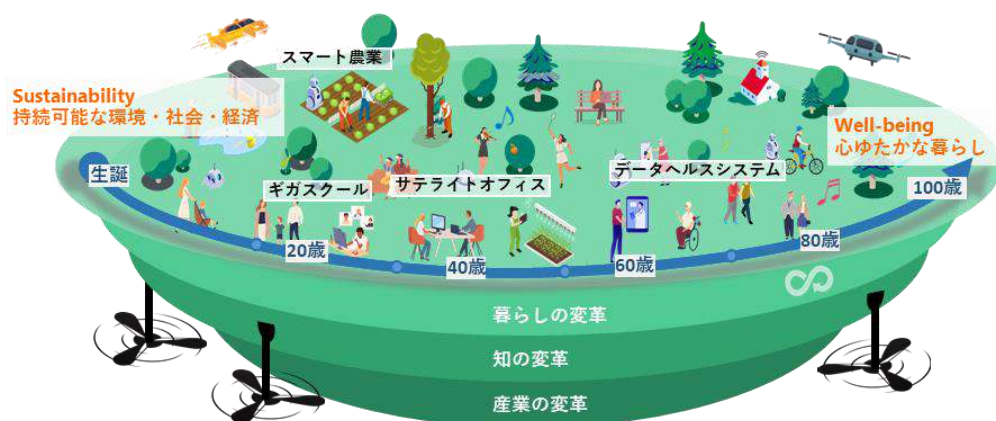 スマート農業
Sustainability
持続可能な環境・社会・経済
Well-being
心ゆたかな暮らし
生誕
ギガスクール
サテライトオフィス
データヘルスシステム
100歳
20歳
40歳
60歳
80歳
暮らしの変革
知の変革
産業の変革